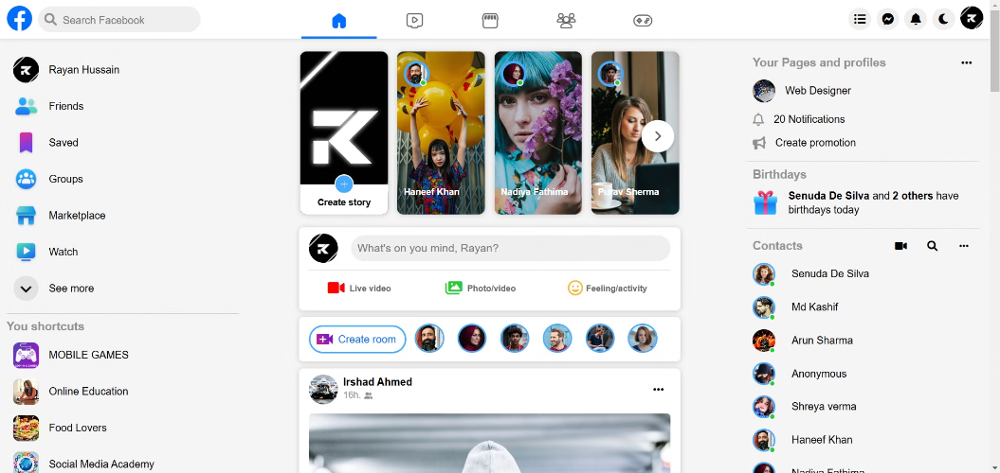 Search Facebook
Rayan Hussain
Friends
Saved
Groups
Marketplace
Watch
See more
You shortcuts
MOBILE GAMES
Online Education
Food Lovers
Social Media Academy
Create story
Haneef Khan
Nadiya Fathima
Purav Sherma
What's on you mind, Rayan?
Live video
Photo/video
Feeling/activity
Create room
Irshad Ahmed
16h.
Your Pages and profiles
Web Designer
20 Notifications
Create promotion
Birthdays
Senuda De Silva and 2 others have
birthdays today
Contacts
Senuda De Silva
Md Kashif
Arun Sharma
Anonymous
Shreya verma
Haneef Khan
Nadiya Fathima